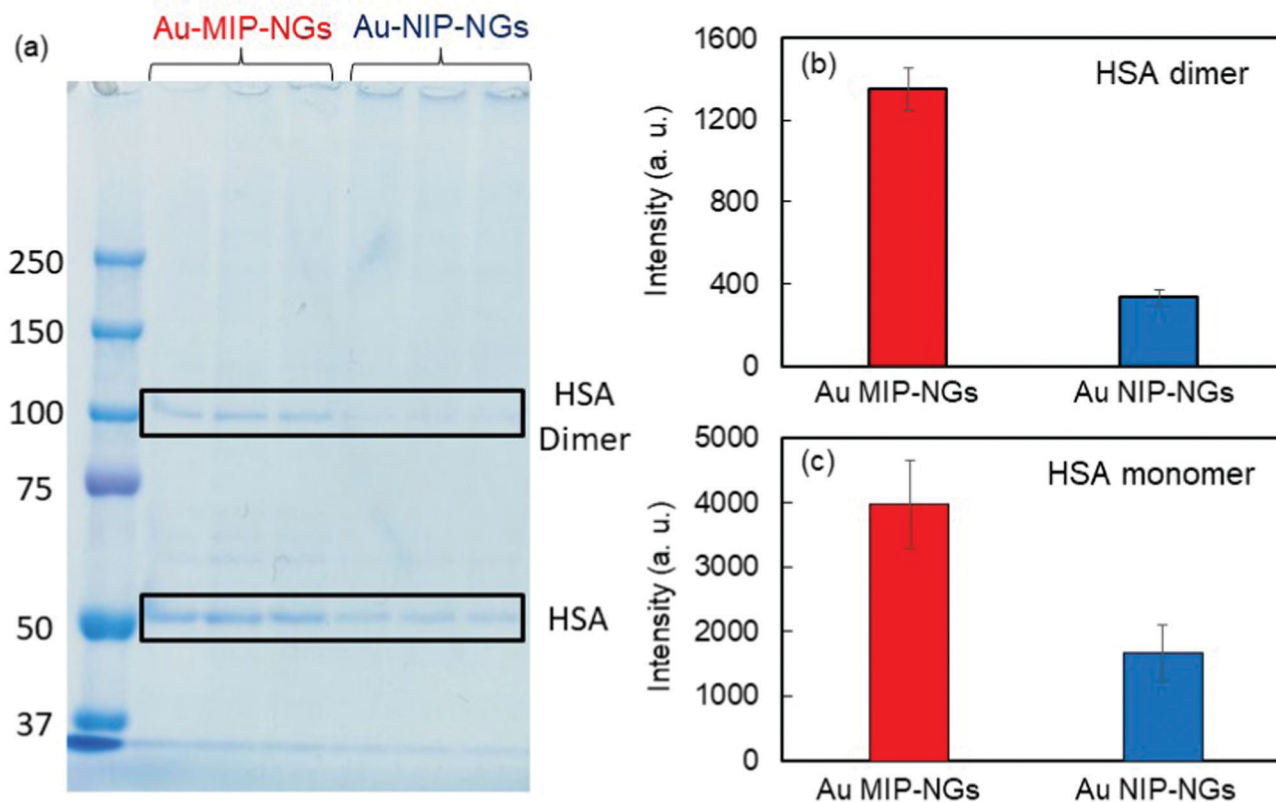 (a)
Au-MIP-NGs Au-NIP-NGs
250
150
100
75
50
37
HSA
Dimer
HSA
(b)
HSA dimer
Intensity (a. u.)
1600
1200
800
400
0
Au MIP-NGs Au NIP-NGs
(c)
HSA monomer
Intensity (a. u.)
5000
4000
3000
2000
1000
0
Au MIP-NGs Au NIP-NGs